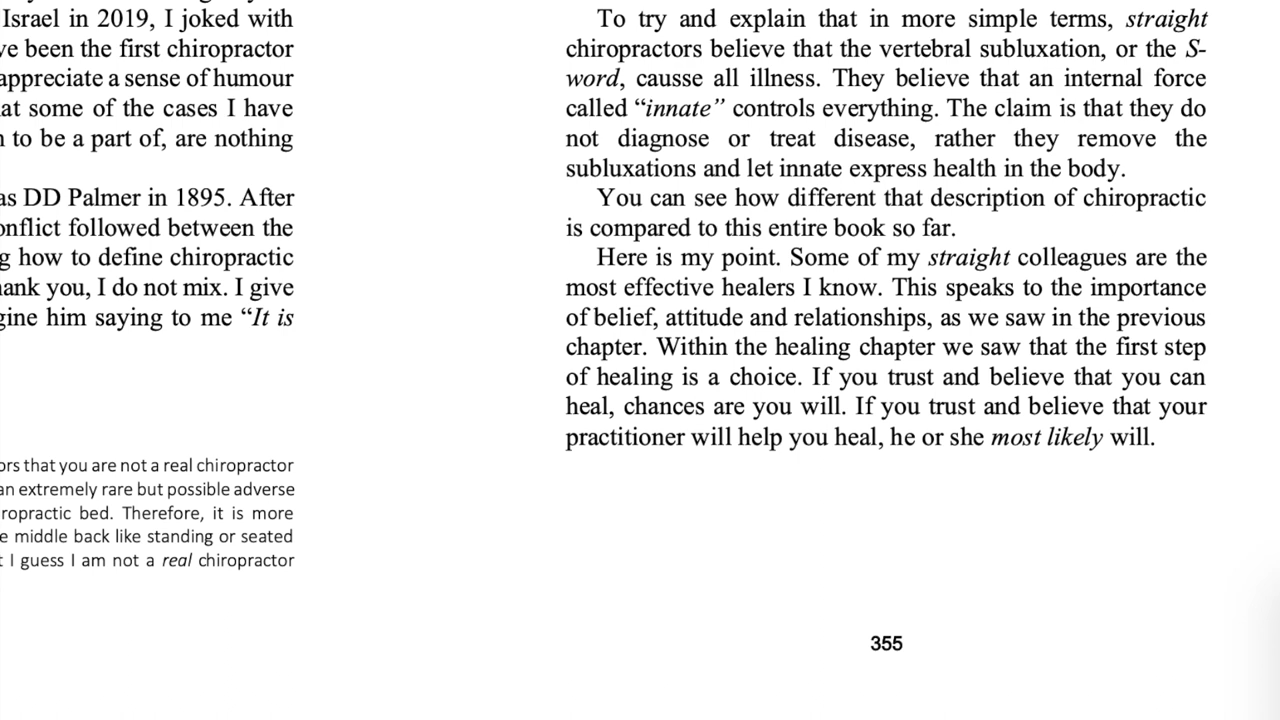 Israel in 2019, I joked with
been the first chiropractor
appreciate a sense of humour
at some of the cases I have
to be a part of, are nothing
as DD Palmer in 1895. After
onflict followed between the
how to define chiropractic
ank you, I do not mix. I give
gine him saying to me “It is
ors that you are not a real chiropractor
an extremely rare but possible adverse
ropractic bed. Therefore, it is more
middle back like standing or seated
I guess I am not a real chiropractor
To try and explain that in more simple terms, straight
chiropractors believe that the vertebral subluxation, or the S-
word, causse all illness. They believe that an internal force
called “innate” controls everything. The claim is that they do
not diagnose or treat disease, rather they remove the
subluxations and let innate express health in the body.
You can see how different that description of chiropractic
is compared to this entire book so far.
Here is my point. Some of my straight colleagues are the
most effective healers I know. This speaks to the importance
of belief, attitude and relationships, as we saw in the previous
chapter. Within the healing chapter we saw that the first step
of healing is a choice. If you trust and believe that you can
heal, chances are you will. If you trust and believe that your
practitioner will help you heal, he or she most likely will.
355